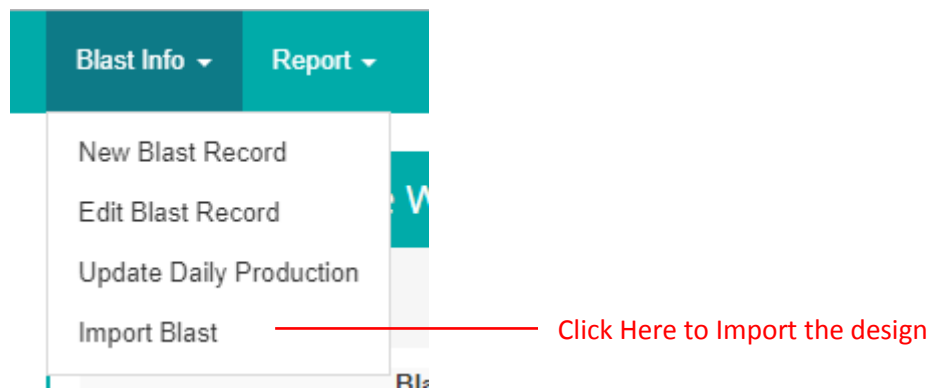 Blast Info Report
New Blast Record
Edit Blast Record
Update Daily Production
Import Blast
Click Here to Import the design